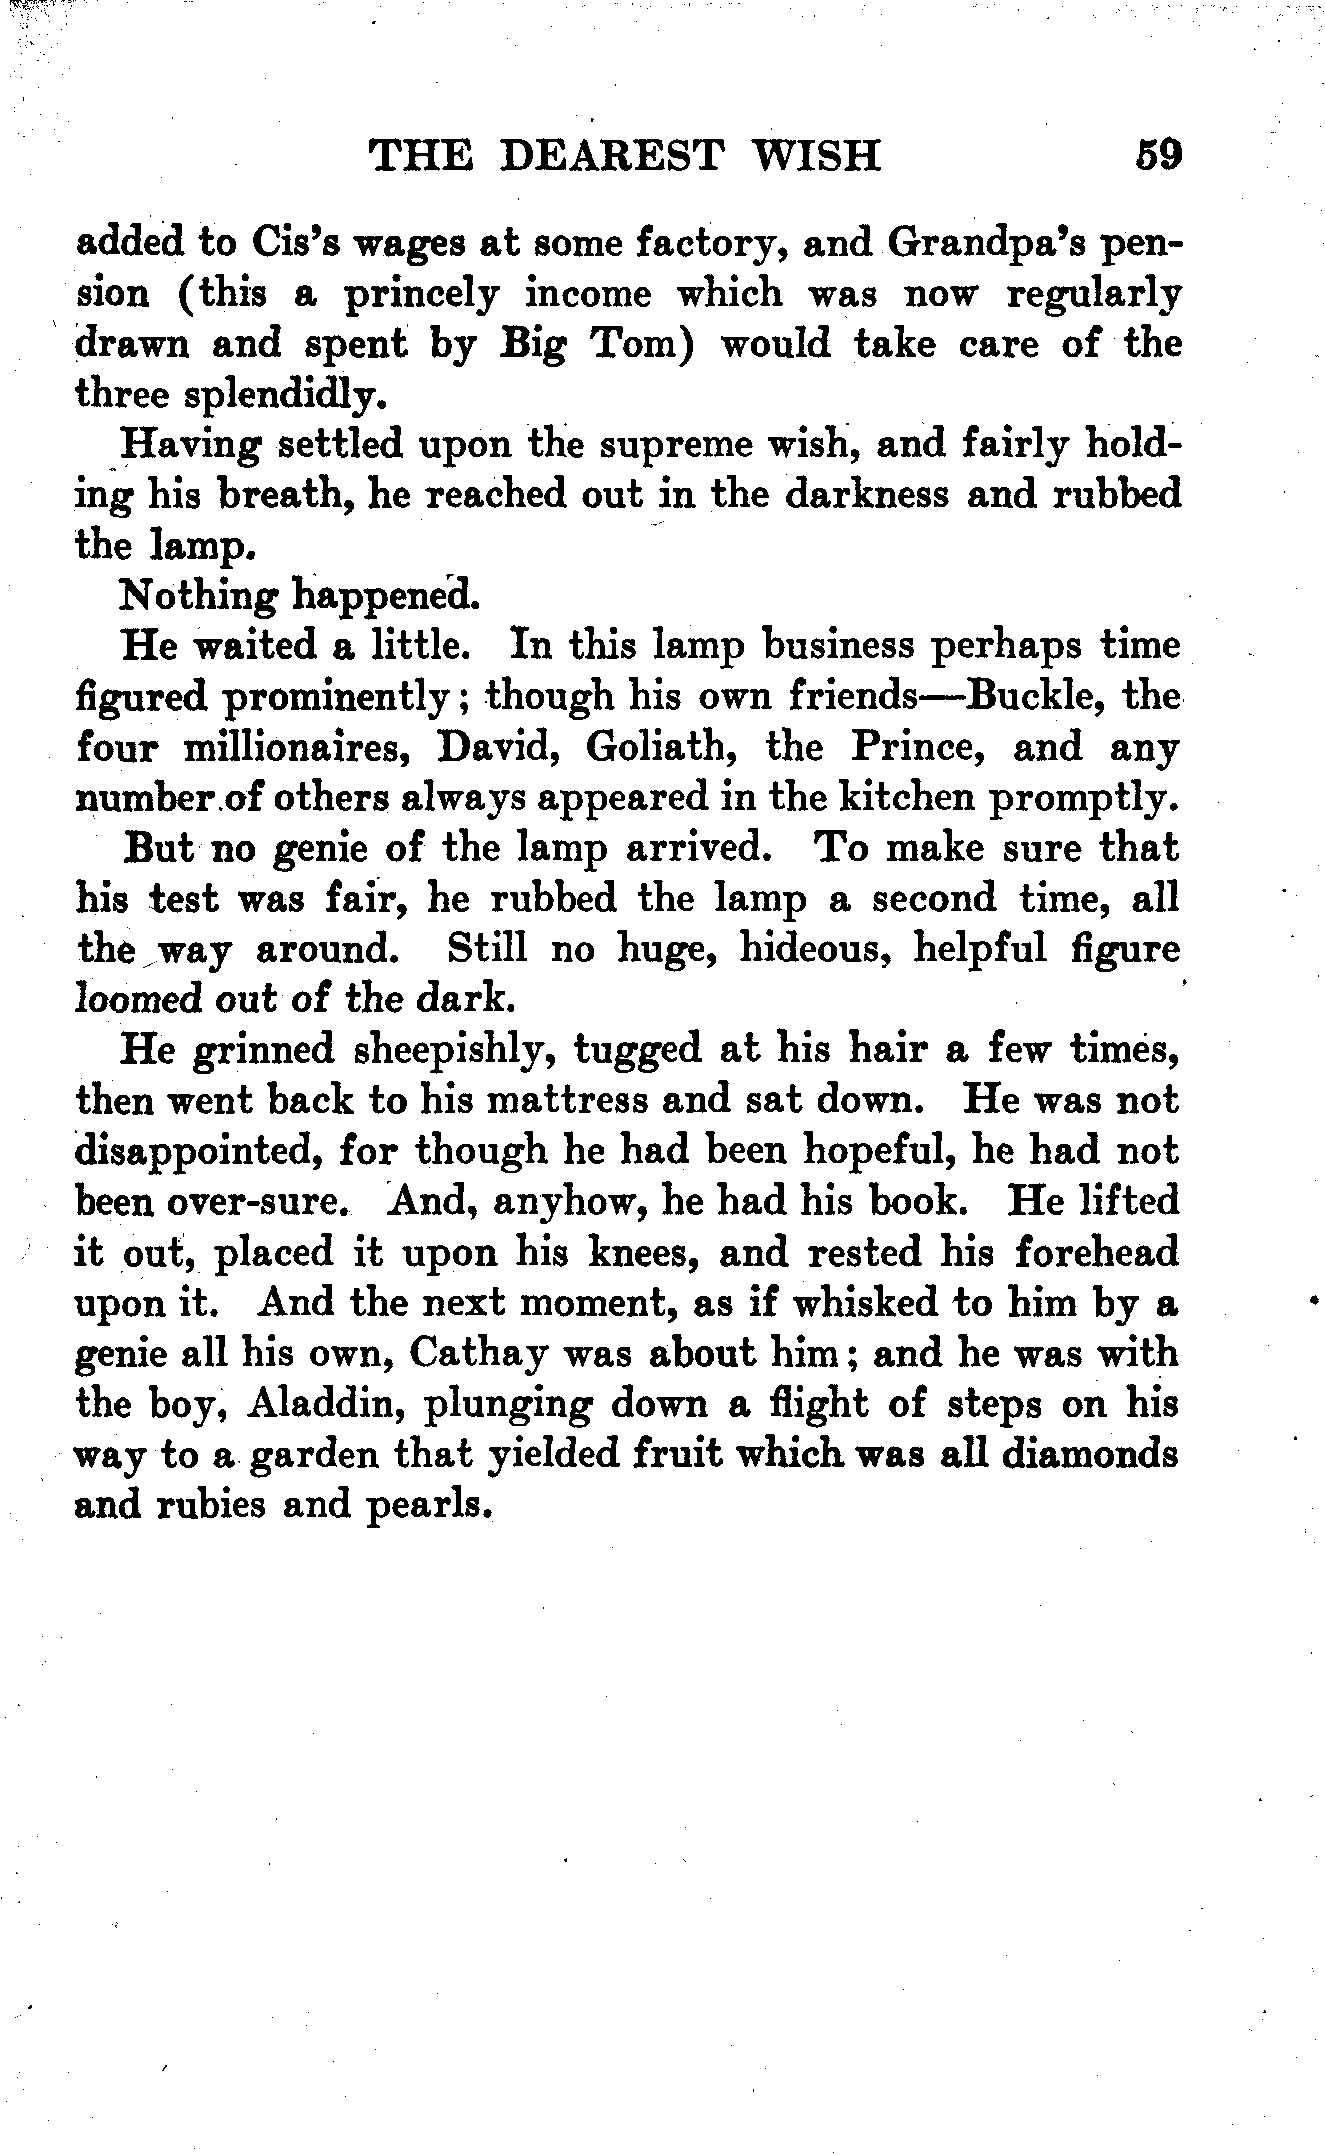 THE DEAREST WISH 59
added to Cis's wages at some factory, and Grandpa's pen-
sion (this a princely income which was now regularly
drawn and spent by Big Tom) would take care of the
three splendidly.
Having settled upon the supreme wish, and fairly hold-
ing his breath, he reached out in the darkness and rubbed
the lamp.
Nothing happened.
He waited a little. In this lamp business perhaps time
figured prominently; though his own friends—Buckle, the
four millionaires, David, Goliath, the Prince, and any
number of others always appeared in the kitchen promptly.
But no genie of the lamp arrived. To make sure that
his test was fair, he rubbed the lamp a second time, all
the way around. Still no huge, hideous, helpful figure
loomed out of the dark.
He grinned sheepishly, tugged at his hair a few times,
then went back to his mattress and sat down. He was not
disappointed, for though he had been hopeful, he had not
been over-sure. And, anyhow, he had his book. He lifted
it out, placed it upon his knees, and rested his forehead
upon it. And the next moment, as if whisked to him by a
genie all his own, Cathay was about him; and he was with
the boy, Aladdin, plunging down a flight of steps on his
way to a garden that yielded fruit which was all diamonds
and rubies and pearls.